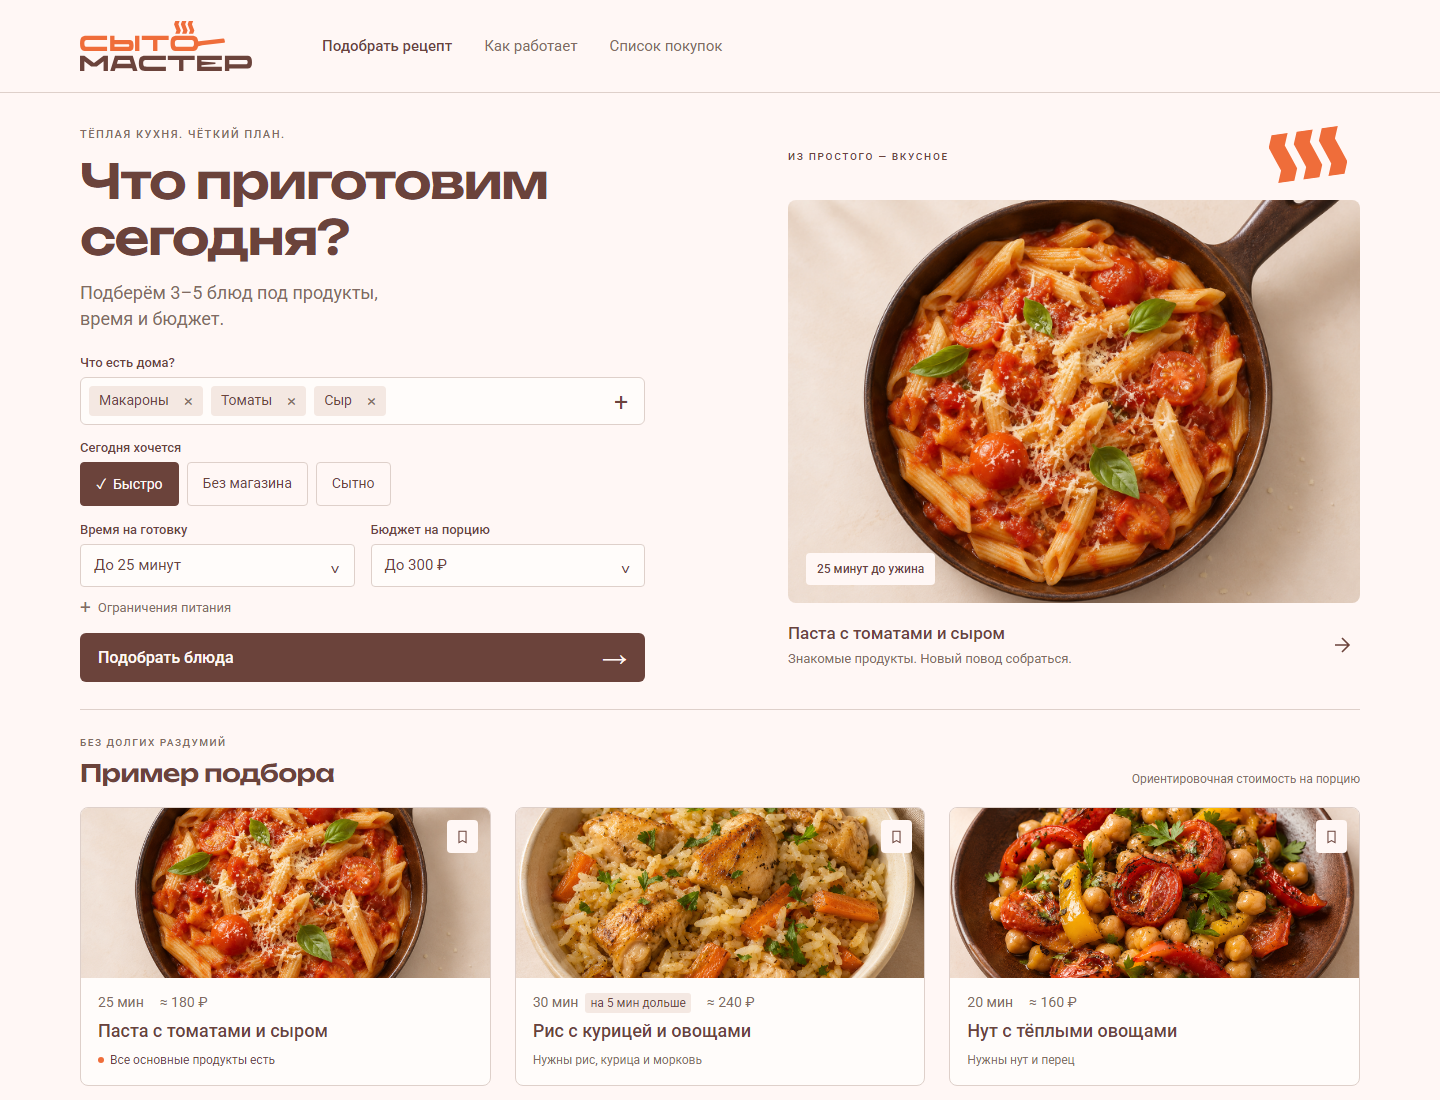 СЫТО
МАСТЕР
Подобрать рецепт
Как работает
Список покупок
ТЁПЛАЯ КУХНЯ. ЧЁТКИЙ ПЛАН.
Что приготовим
сегодня?
Подберём 3–5 блюд под продукты,
время и бюджет.
Что есть дома?
Макароны × Томаты × Сыр × +
Сегодня хочется
✓ Быстро
Без магазина
Сытно
Время на готовку
До 25 минут
Бюджет на порцию
До 300 ₽
+ Ограничения питания
Подобрать блюда →
ИЗ ПРОСТОГО — ВКУСНОЕ
25 минут до ужина
Паста с томатами и сыром
Знакомые продукты. Новый повод собраться.
БЕЗ ДОЛГИХ РАЗДУМИЙ
Пример подбора
Ориентировочная стоимость на порцию
25 мин ≈ 180 ₽
Паста с томатами и сыром
Все основные продукты есть
30 мин на 5 мин дольше ≈ 240 ₽
Рис с курицей и овощами
Нужны рис, курица и морковь
20 мин ≈ 160 ₽
Нут с тёплыми овощами
Нужны нут и перец